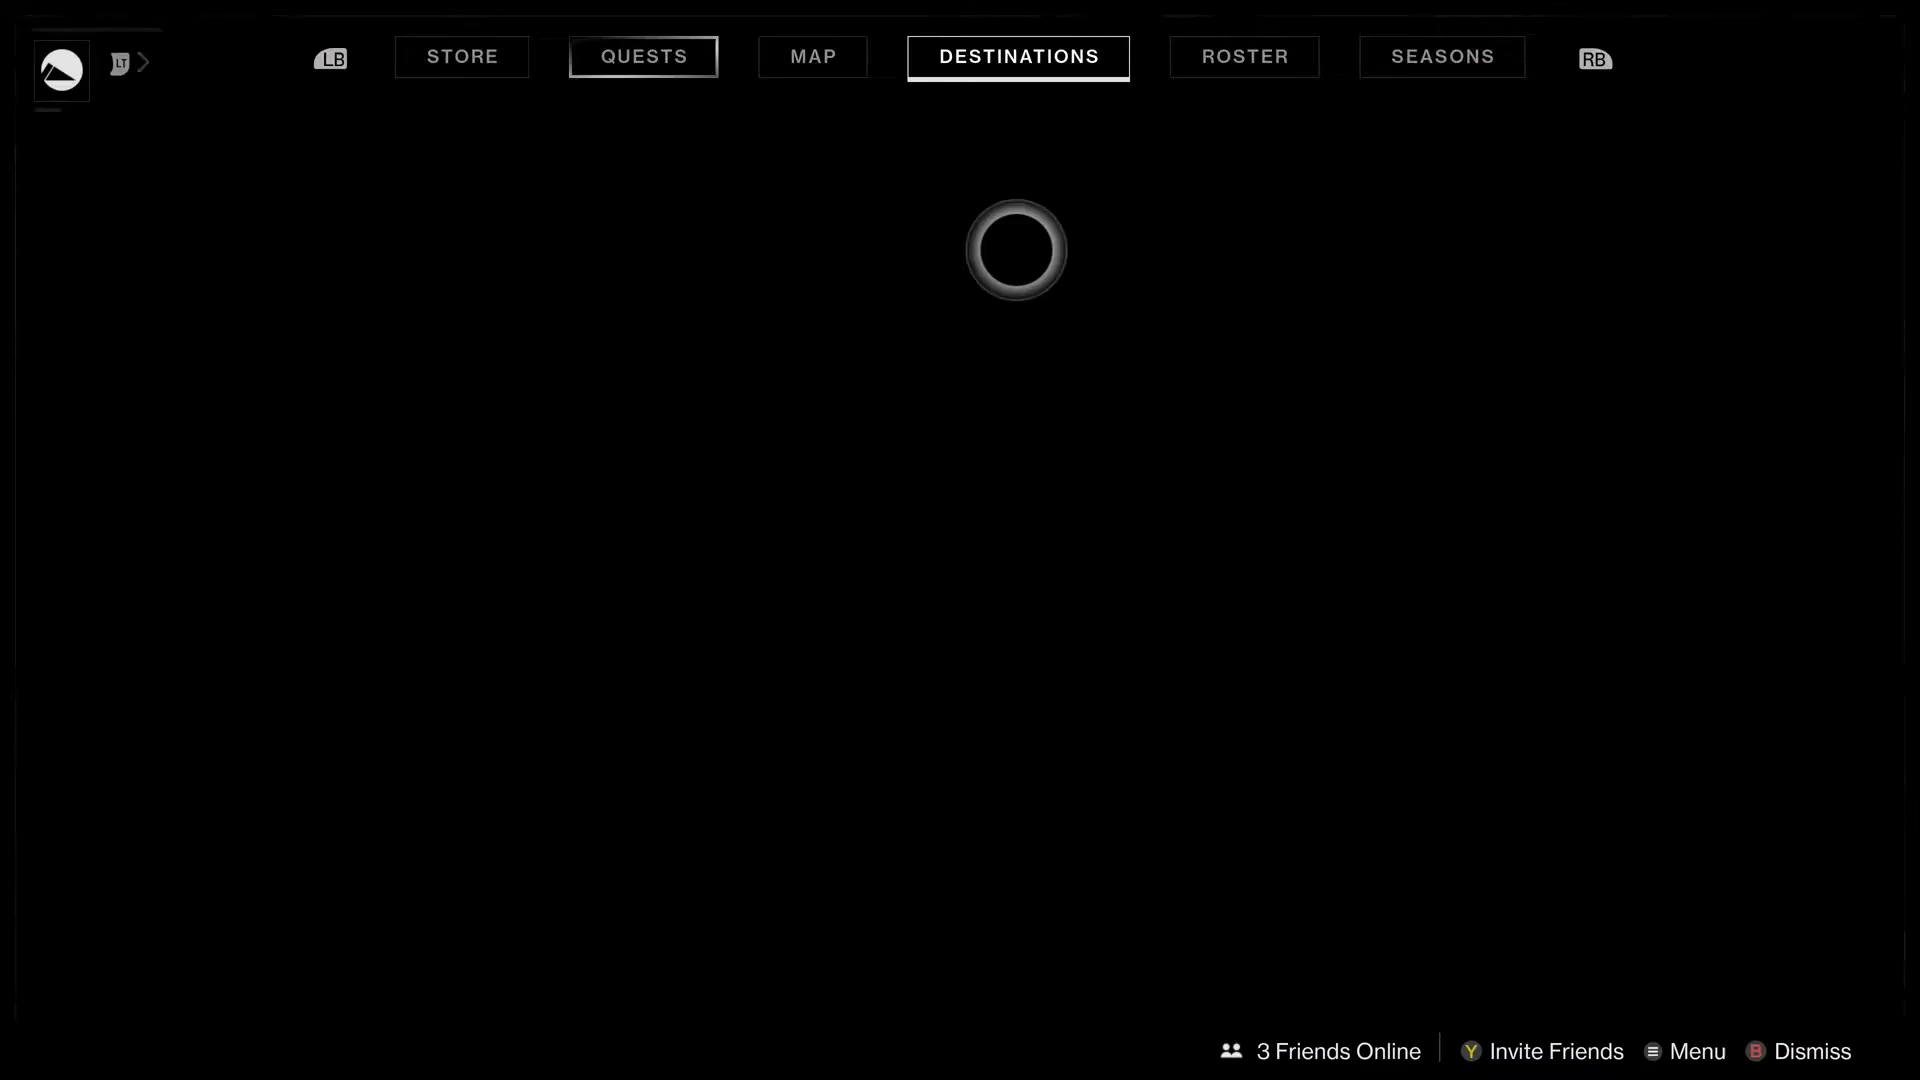 LT
LB
STORE
QUESTS
MAP
DESTINATIONS
ROSTER
SEASONS
RB
3 Friends Online
Y Invite Friends
Menu
B Dismiss